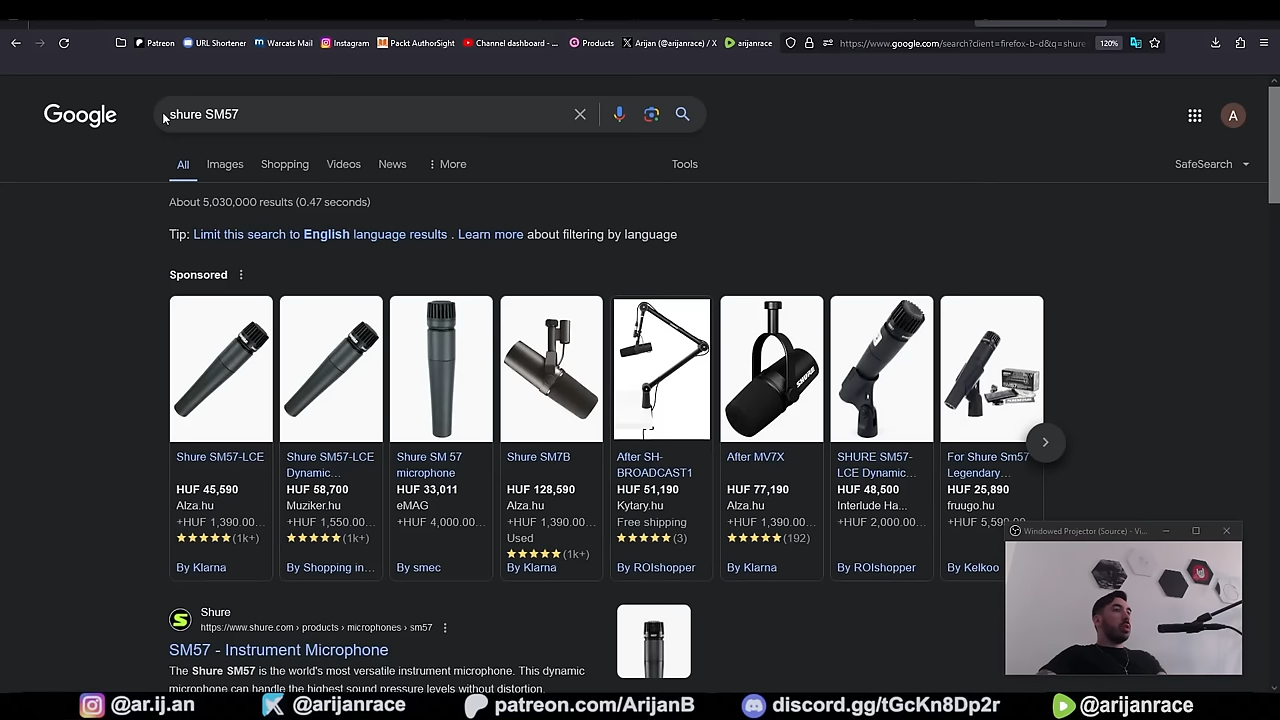 Patreon
URL Shortener
Warcats Mail
Instagram
Packt AuthorSight
Channel dashboard - ...
Products
Arijan (@arijanrace) / X
arijanrace
https://www.google.com/search?client=firefox-b-d&q=shure
120%
Google
shure SM57
A
All
Images
Shopping
Videos
News
More
Tools
SafeSearch
About 5,030,000 results (0.47 seconds)
Tip: Limit this search to English language results . Learn more about filtering by language
Sponsored
Shure SM57-LCE
HUF 45,590
Alza.hu
+HUF 1,390.00...
(1k+)
By Klarna
Shure SM57-LCE
Dynamic...
HUF 58,700
Muziker.hu
+HUF 1,550.00...
(1k+)
By Shopping in...
Shure SM 57
microphone
HUF 33,011
eMAG
+HUF 4,000.00...
By smec
Shure SM7B
HUF 128,590
Alza.hu
+HUF 1,390.00...
Used
(1k+)
By Klarna
After SH-
BROADCAST1
HUF 51,190
Kytary.hu
Free shipping
(3)
By ROIshopper
SHURE
After MV7X
HUF 77,190
Alza.hu
+HUF 1,390.00...
(192)
By Klarna
SHURE SM57-
LCE Dynamic...
HUF 48,500
Interlude Ha...
+HUF 2,000.00...
By ROIshopper
For Shure Sm57
Legendary...
HUF 25,890
fruugo.hu
+HUF 5,599.00...
By Kelkoo
Windowed Projector (Source) - Vi...
Shure
https://www.shure.com › products › microphones › sm57
SM57 - Instrument Microphone
The Shure SM57 is the world's most versatile instrument microphone. This dynamic
microphone can handle the highest sound pressure levels without distortion.
@ar.ij.an
@arijanrace
patreon.com/ArijanB
discord.gg/tGcKn8Dp2r
@arijanrace